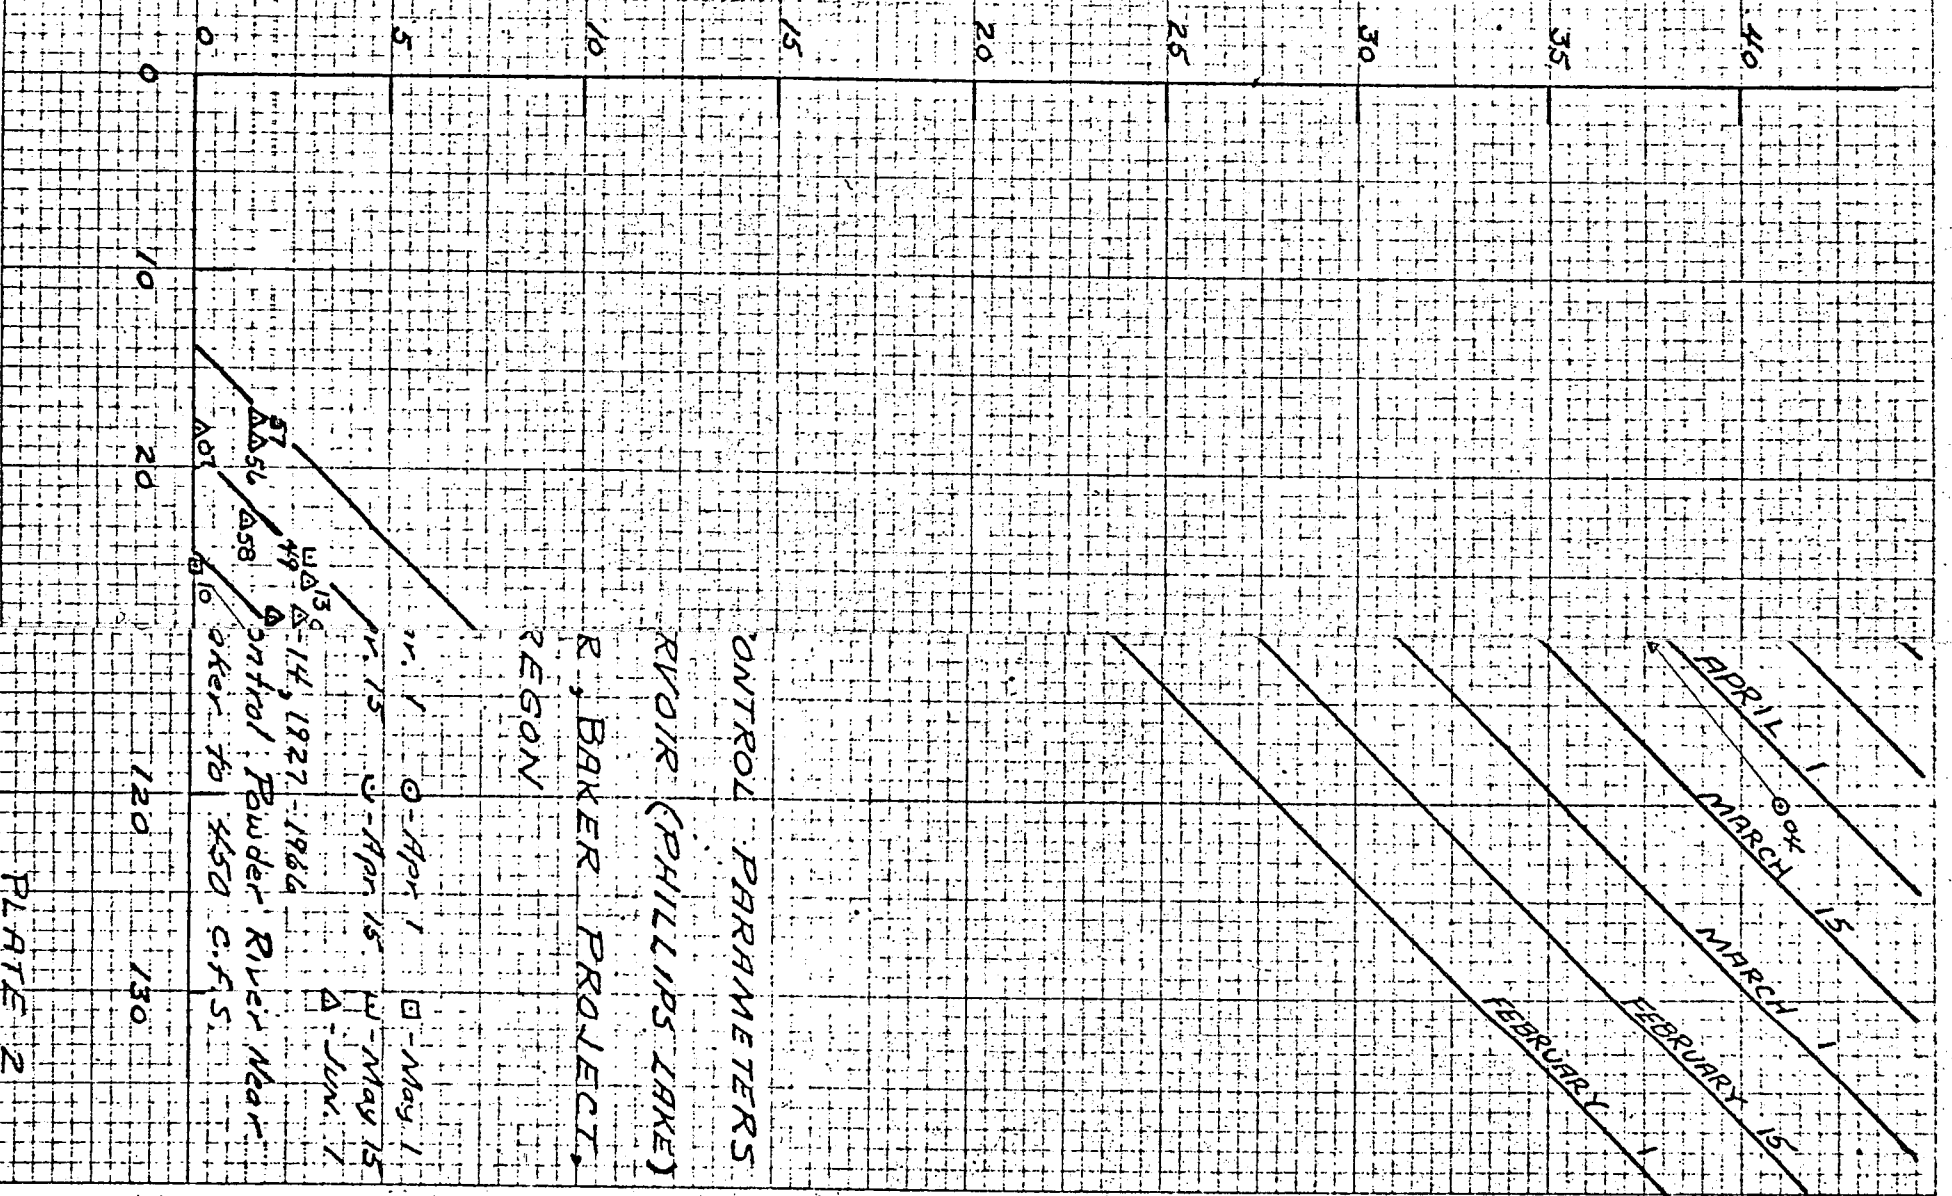 40
35
30
25
20
15
10
5
0
0
10
20
120
130
APRIL 1
04
MARCH 15
MARCH 1
FEBRUARY 15
FEBRUARY 1
ONTROL PARAMETERS
RVOIR (PHILLIPS LAKE)
R, BAKER PROJECT,
REGON
r. 1 ⊙-Apr 1 □-May 1
r. 15 -Apr 15 -May 15
△-Jun. 1
-14, 1927-1966
ontrol Powder River Near
aker to 450 c.f.s.
57
56
07
58
49
13
10
PLATE 2